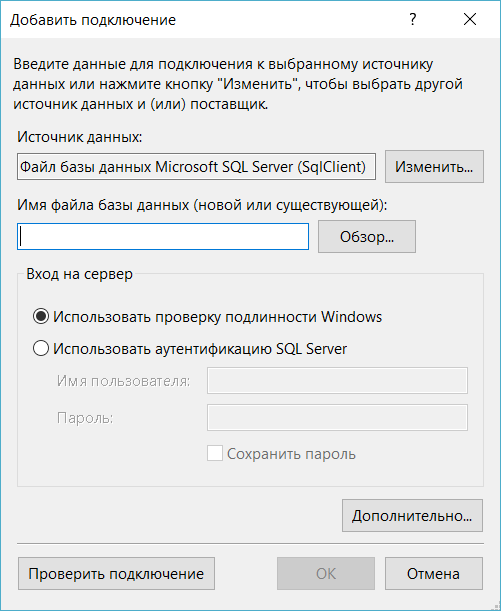 Добавить подключение
?
Введите данные для подключения к выбранному источнику
данных или нажмите кнопку "Изменить", чтобы выбрать другой
источник данных и (или) поставщик.
Источник данных:
Файл базы данных Microsoft SQL Server (SqlClient)
Изменить...
Имя файла базы данных (новой или существующей):
Обзор...
Вход на сервер
Использовать проверку подлинности Windows
Использовать аутентификацию SQL Server
Имя пользователя:
Пароль:
Сохранить пароль
Дополнительно...
Проверить подключение
ОК
Отмена